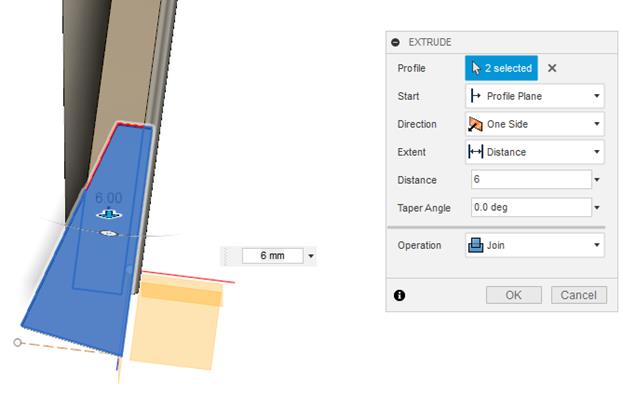 EXTRUDE
Profile 2 selected
Start Profile Plane
Direction One Side
Extent Distance
Distance 6
Taper Angle 0.0 deg
Operation Join
OK Cancel
6.00
6 mm